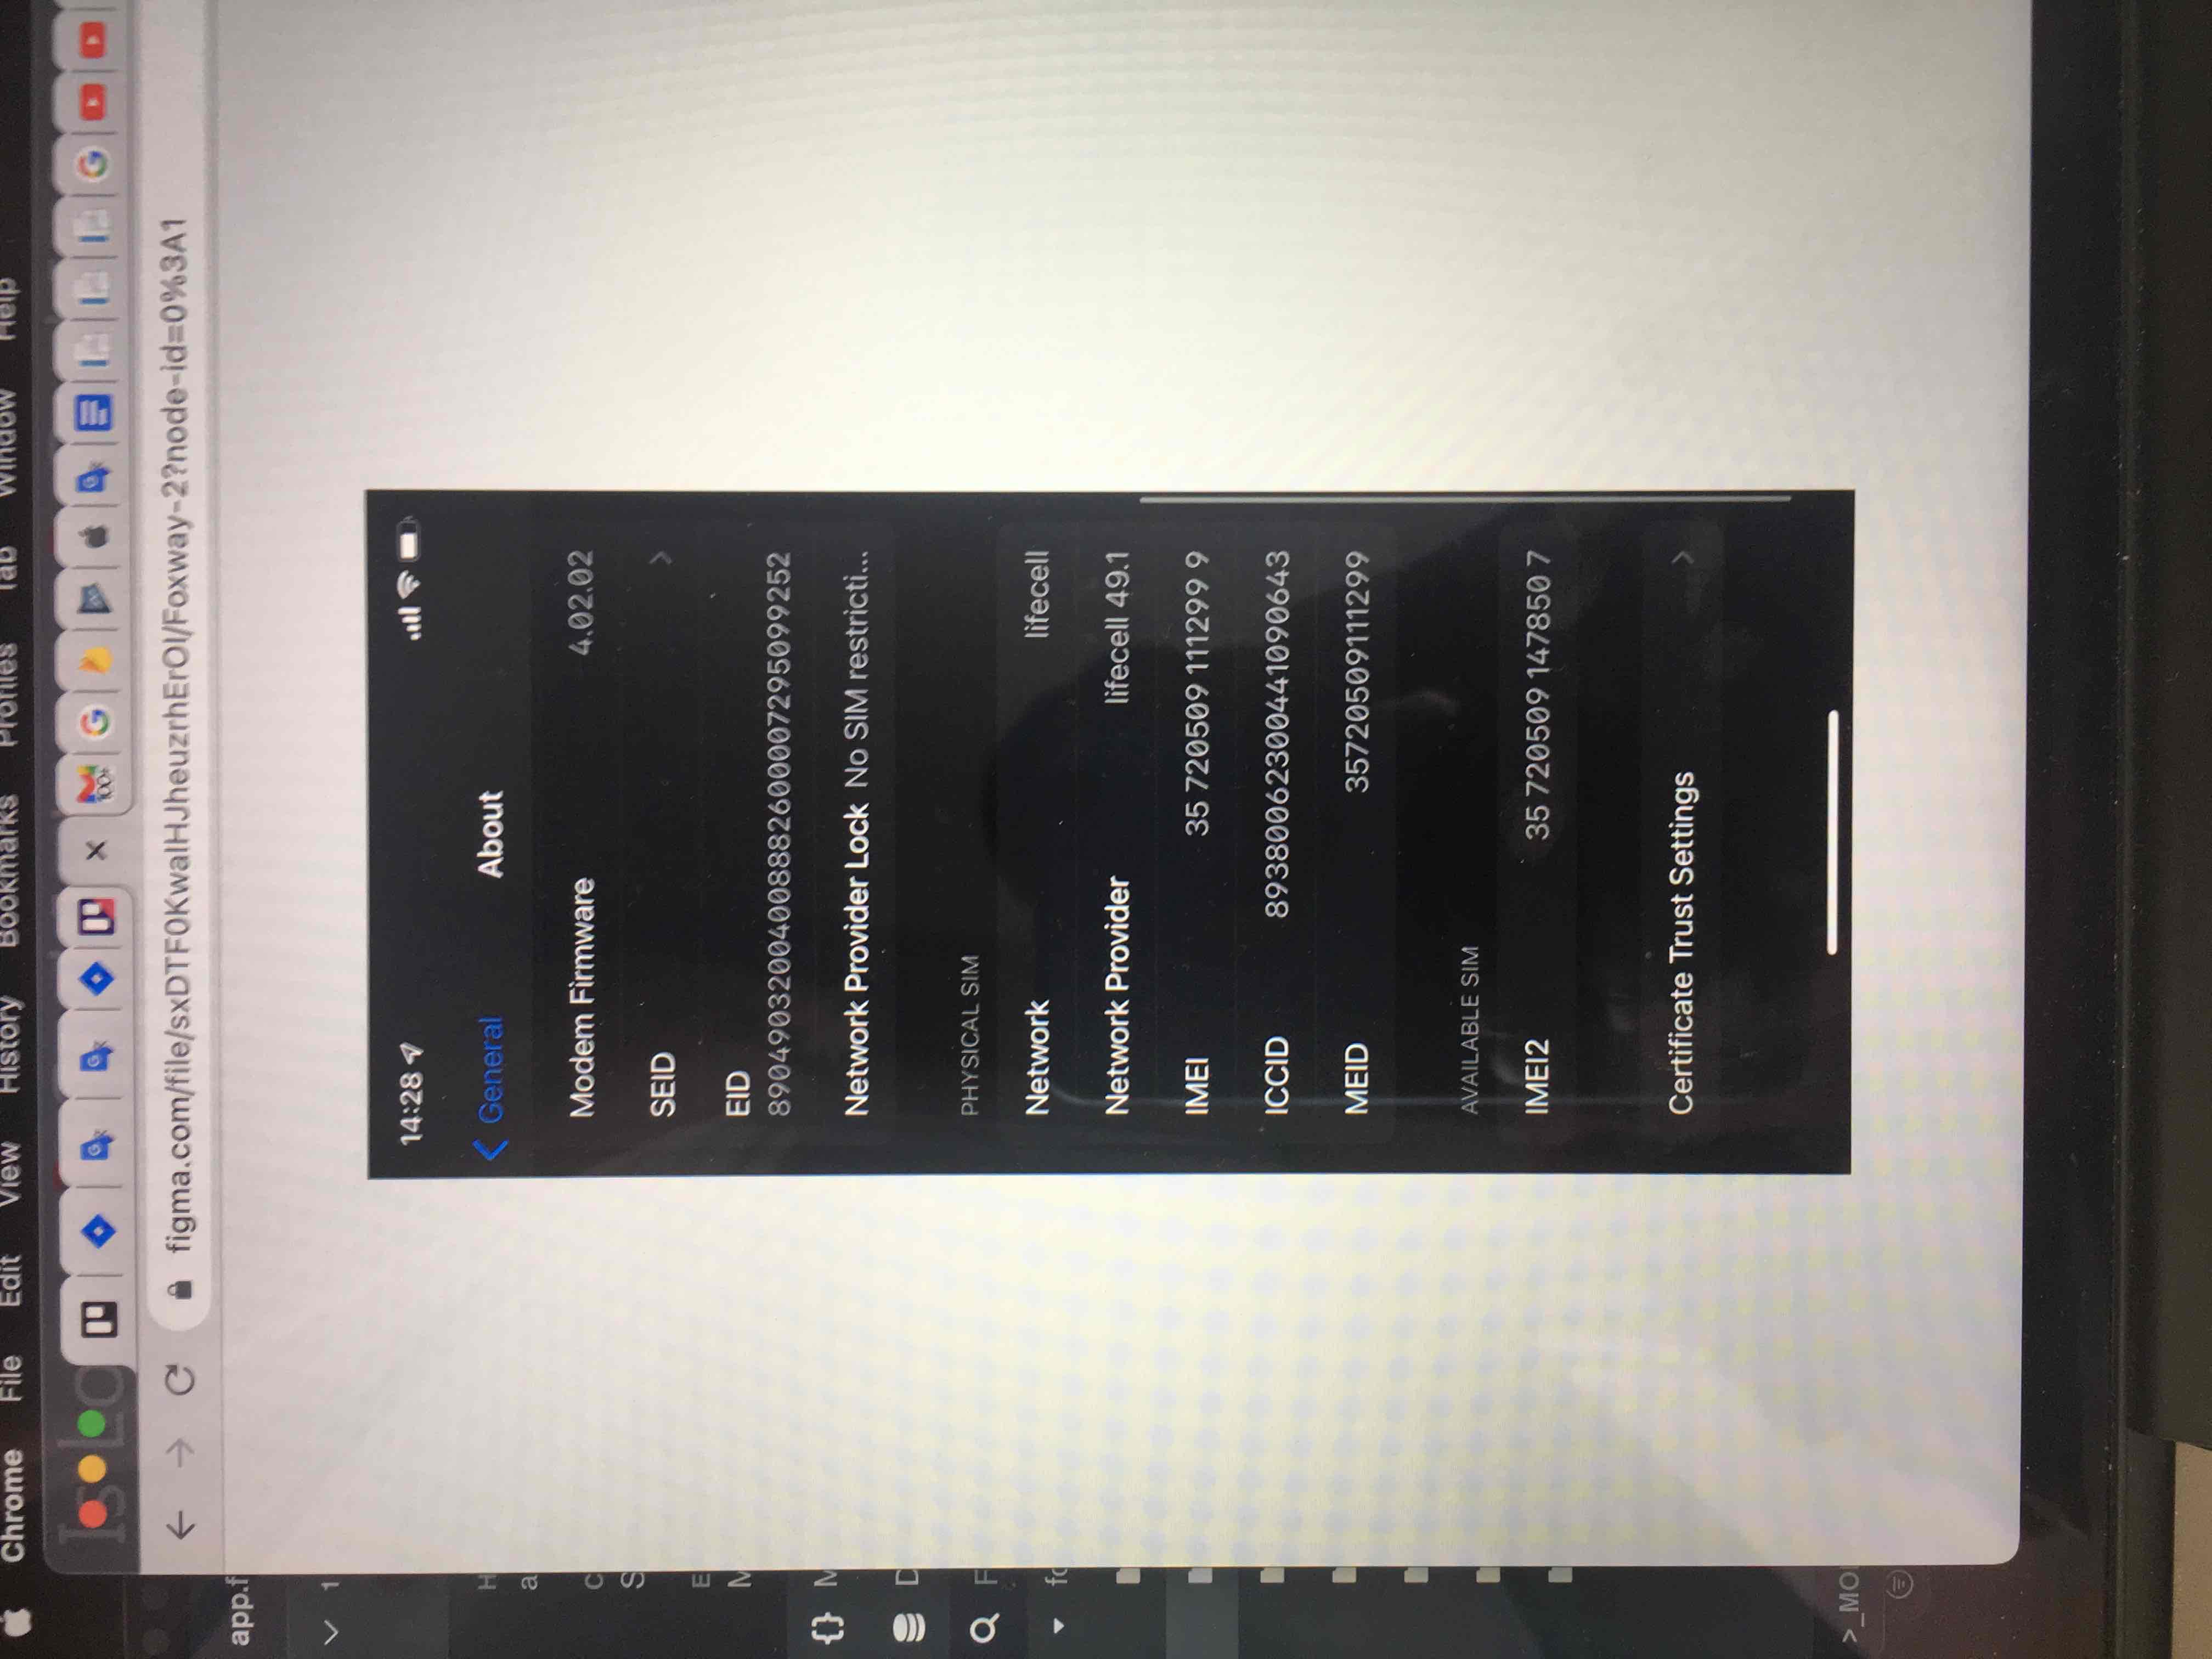 Chrome File Edit View History Bookmarks Profiles Tab Window Help
figma.com/file/sxDTF0KwalHJheuzrhErOl/Foxway-2?node-id=0%3A1
app.f
1
14:28
General
About
Modem Firmware 4.02.02
SEID
EID
89049032004008882600007295099252
Network Provider Lock No SIM restricti...
PHYSICAL SIM
Network lifecell
Network Provider lifecell 49.1
IMEI 35 720509 111299 9
ICCID 89380062300441090643
MEID 35720509111299
AVAILABLE SIM
IMEI2 35 720509 147850 7
Certificate Trust Settings
>_MO